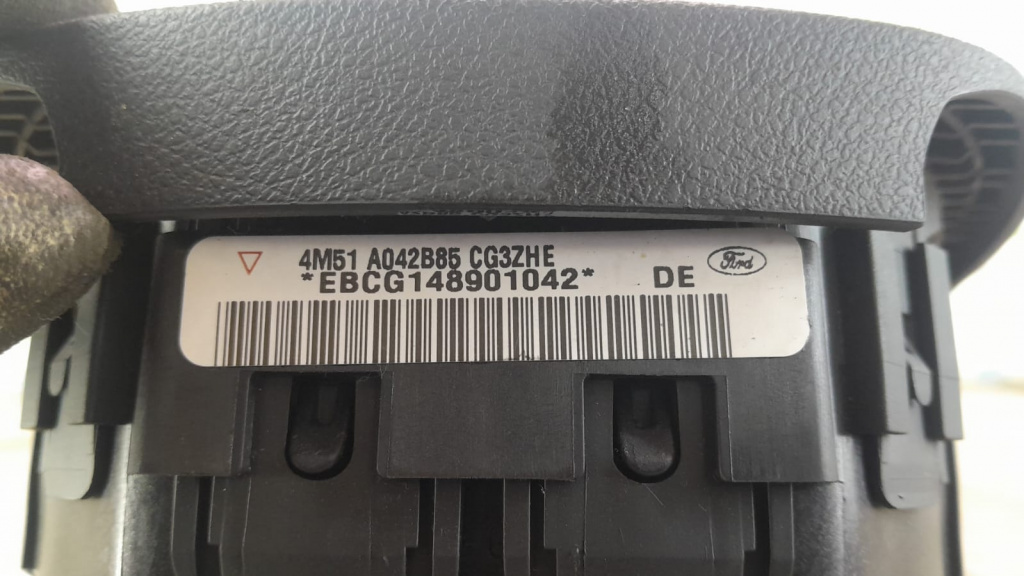 4M51 A042B85 CG3ZHE
*EBCG148901042* DE Ford